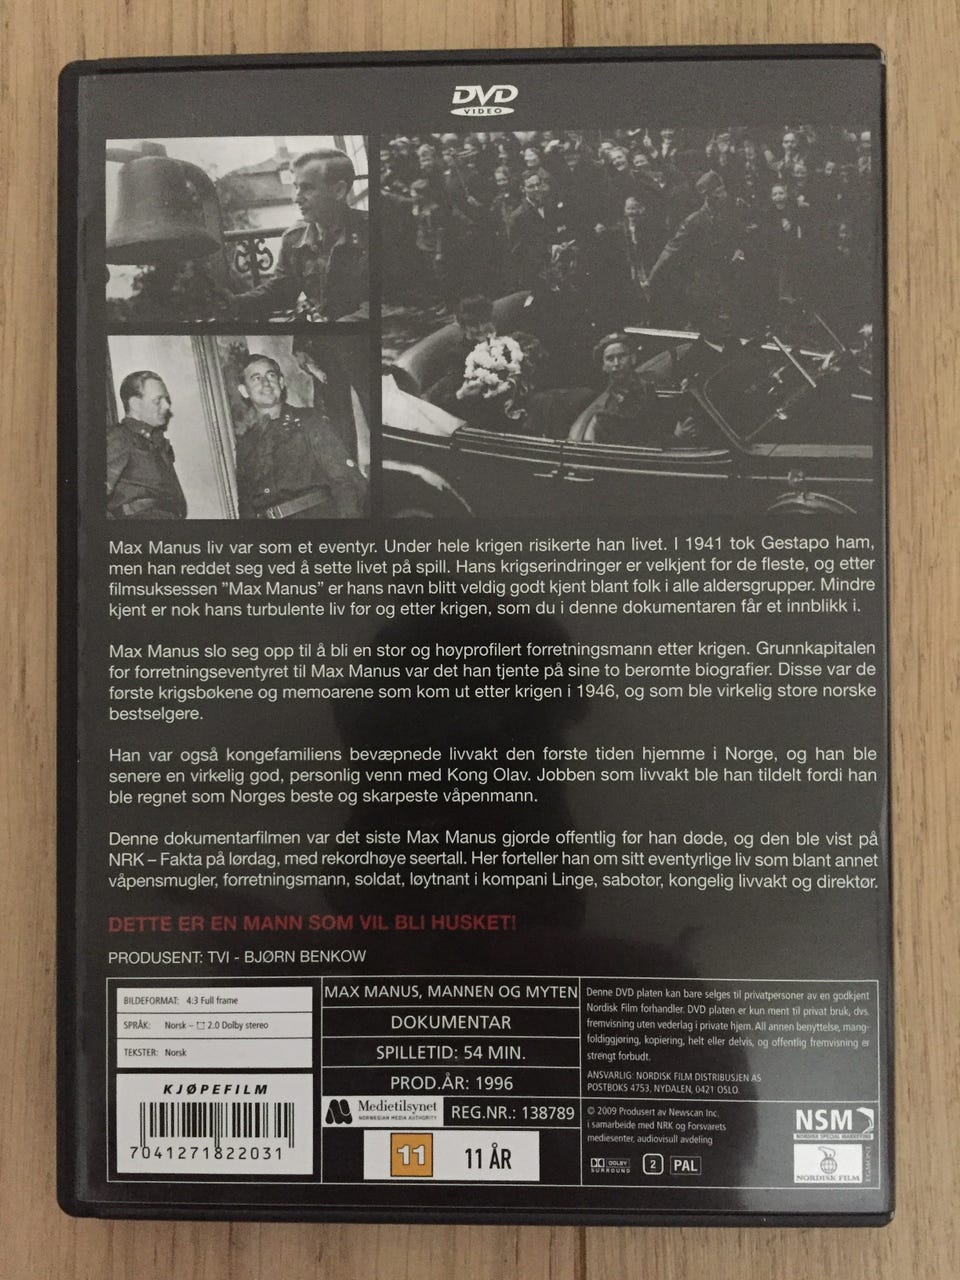 DVD
VIDEO
Max Manus liv var som et eventyr. Under hele krigen risikerte han livet. I 1941 tok Gestapo ham,
men han reddet seg ved å sette livet på spill. Hans krigserindringer er velkjent for de fleste, og etter
filmsuksessen ”Max Manus” er hans navn blitt veldig godt kjent blant folk i alle aldersgrupper. Mindre
kjent er nok hans turbulente liv før og etter krigen, som du i denne dokumentaren får et innblikk i.
Max Manus slo seg opp til å bli en stor og høyprofilert forretningsmann etter krigen. Grunnkapitalen
for forretningseventyret til Max Manus var det han tjente på sine to berømte biografier. Disse var de
første krigsbøkene og memoarene som kom ut etter krigen i 1946, og som ble virkelig store norske
bestselgere.
Han var også kongefamiliens bevæpnede livvakt den første tiden hjemme i Norge, og han ble
senere en virkelig god, personlig venn med Kong Olav. Jobben som livvakt ble han tildelt fordi han
ble regnet som Norges beste og skarpeste våpenmann.
Denne dokumentarfilmen var det siste Max Manus gjorde offentlig før han døde, og den ble vist på
NRK – Fakta på lørdag, med rekordhøye seertall. Her forteller han om sitt eventyrlige liv som blant annet
våpensmugler, forretningsmann, soldat, løytnant i kompani Linge, sabotør, kongelig livvakt og direktør.
DETTE ER EN MANN SOM VIL BLI HUSKET!
PRODUSENT: TVI - BJØRN BENKOW
BILDEFORMAT: 4:3 Full frame
SPRÅK: Norsk – 2.0 Dolby stereo
TEKSTER: Norsk
KJØPEFILM
7041271822031
MAX MANUS, MANNEN OG MYTEN
DOKUMENTAR
SPILLETID: 54 MIN.
PROD.ÅR: 1996
Medietilsynet
NORWEGIAN MEDIA AUTHORITY
REG.NR.: 138789
11
11 ÅR
Denne DVD platen kan bare selges til privatpersoner av en godkjent
Nordisk Film forhandler. DVD platen er kun ment til privat bruk, dvs.
fremvisning uten vederlag i private hjem. All annen benyttelse, mang-
foldiggjøring, kopiering, helt eller delvis, og offentlig fremvisning er
strengt forbudt.
ANSVARLIG: NORDISK FILM DISTRIBUSJEN AS
POSTBOKS 4753, NYDALEN, 0421 OSLO.
© 2009 Produsert av Newscan Inc.
i samarbeide med NRK og Forsvarets
mediesenter, audiovisuell avdeling
DOLBY
SURROUND
2
PAL
NSM
NORDISK SPECIAL MARKETING
NORDISK FILM